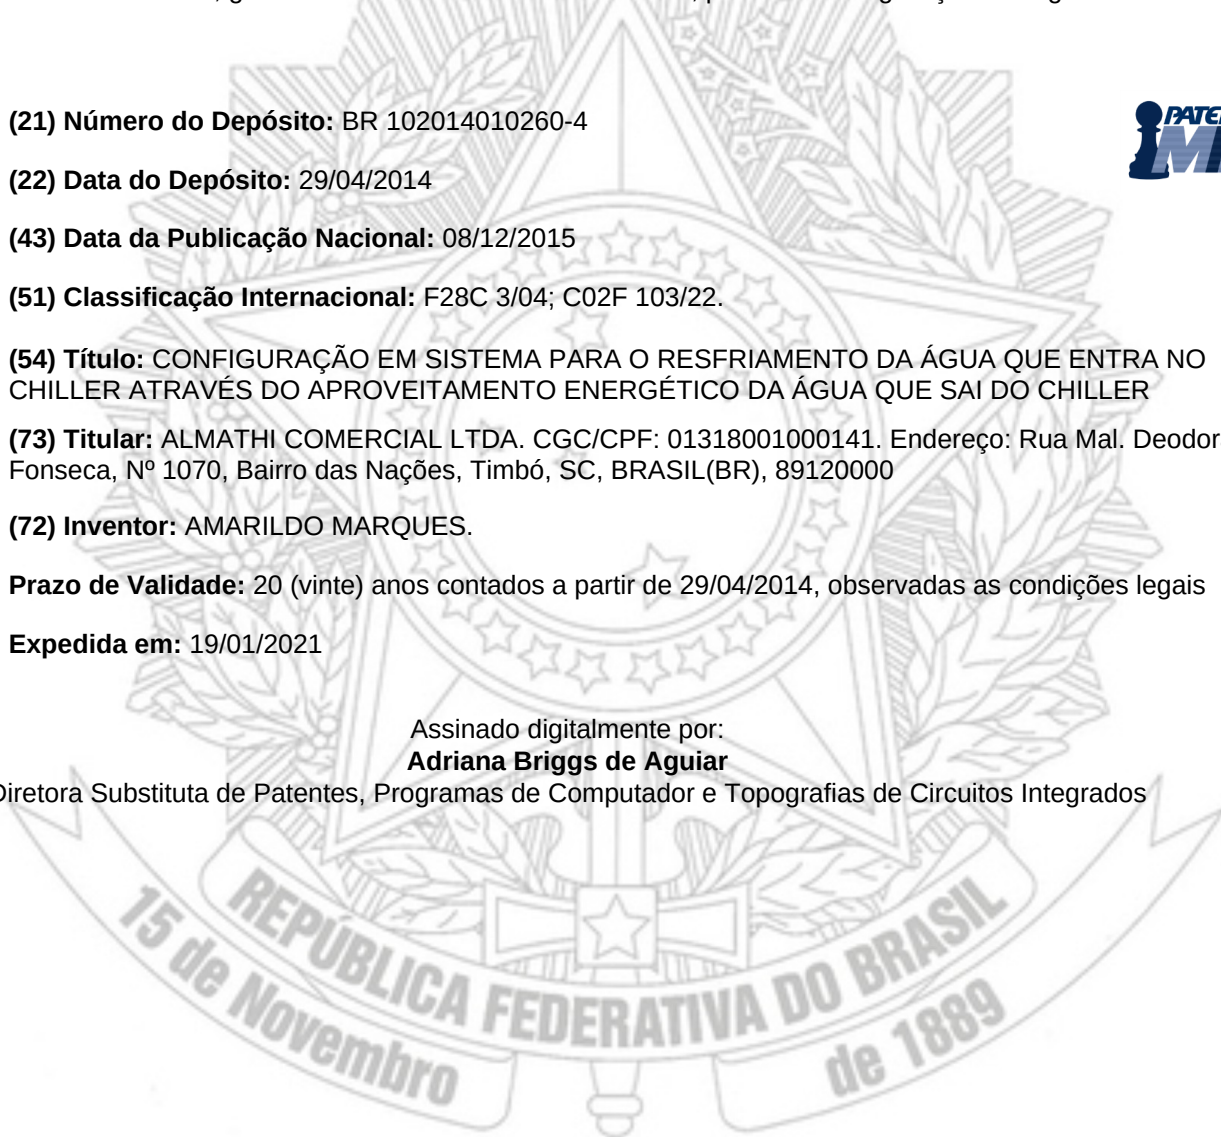 (21) Número do Depósito: BR 102014010260-4
(22) Data do Depósito: 29/04/2014
(43) Data da Publicação Nacional: 08/12/2015
(51) Classificação Internacional: F28C 3/04; C02F 103/22.
(54) Título: CONFIGURAÇÃO EM SISTEMA PARA O RESFRIAMENTO DA ÁGUA QUE ENTRA NO
CHILLER ATRAVÉS DO APROVEITAMENTO ENERGÉTICO DA ÁGUA QUE SAI DO CHILLER
(73) Titular: ALMATHI COMERCIAL LTDA. CGC/CPF: 01318001000141. Endereço: Rua Mal.
Fonseca, Nº 1070, Bairro das Nações, Timbó, SC, BRASIL(BR), 89120000
(72) Inventor: AMARILDO MARQUES.
Prazo de Validade: 20 (vinte) anos contados a partir de 29/04/2014, observadas as condições legais
Expedida em: 19/01/2021
Assinado digitalmente por:
Adriana Briggs de Aguiar
Diretora Substituta de Patentes, Programas de Computador e Topografias de Circuitos Integrados
REPÚBLICA FEDERATIVA DO BRASIL
15 de Novembro de 1889